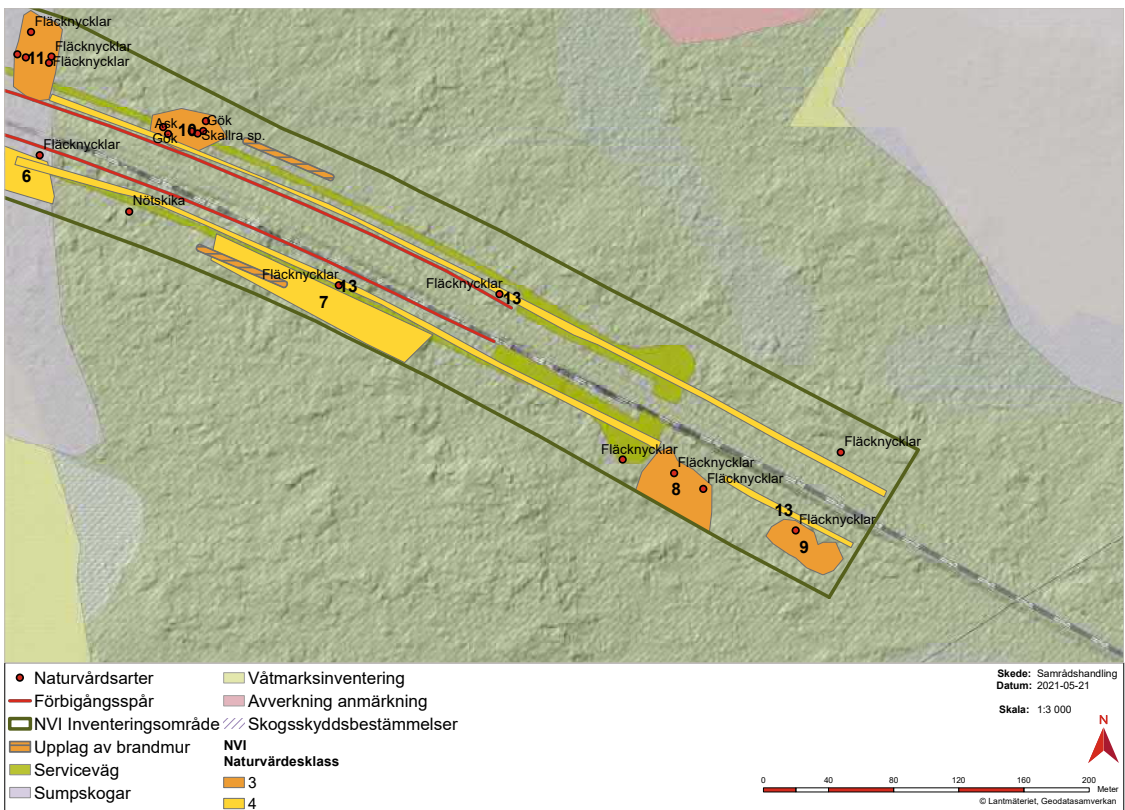 Fläcknycklar
Fläcknycklar
11
Fläcknycklar
Ask
10
Gök
Gök
Skallra sp.
Fläcknycklar
6
Nötskika
Fläcknycklar
13
7
Fläcknycklar
13
Fläcknycklar
Fläcknycklar
Fläcknycklar
Fläcknycklar
8
13
Fläcknycklar
9
Naturvårdsarter
Förbigångsspår
NVI Inventeringsområde
Upplag av brandmur
Serviceväg
Sumpskogar
Våtmarksinventering
Avverkning anmärkning
Skogsskyddsbestämmelser
NVI
Naturvärdesklass
3
4
Skede: Samrådshandling
Datum: 2021-05-21
Skala: 1:3 000
N
0 40 80 120 160 200
Meter
© Lantmäteriet, Geodatasamverkan